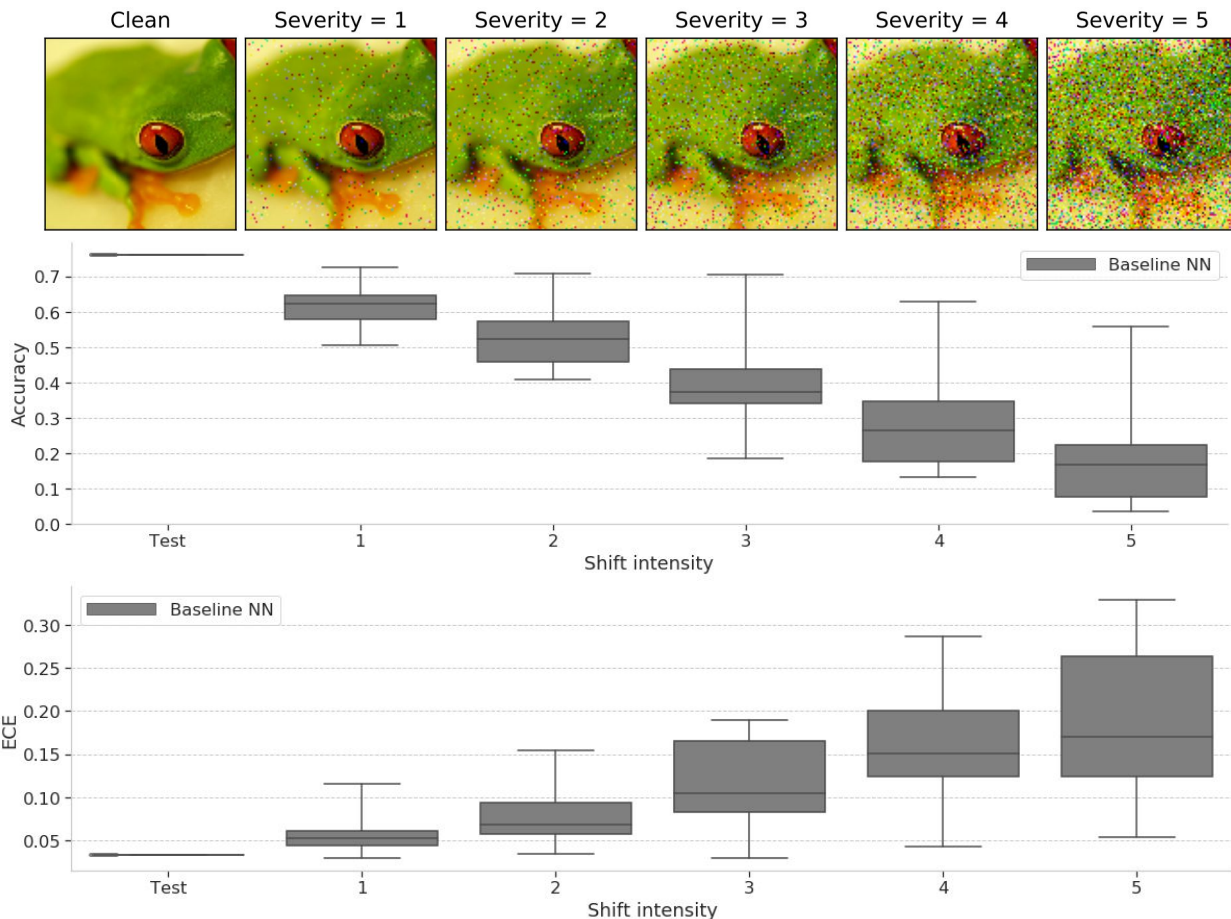 Clean Severity = 1 Severity = 2 Severity = 3 Severity = 4 Severity = 5
Baseline NN
Accuracy
0.7
0.6
0.5
0.4
0.3
0.2
0.1
0.0
Test 1 2 3 4 5
Shift intensity
Baseline NN
ECE
0.30
0.25
0.20
0.15
0.10
0.05
Test 1 2 3 4 5
Shift intensity